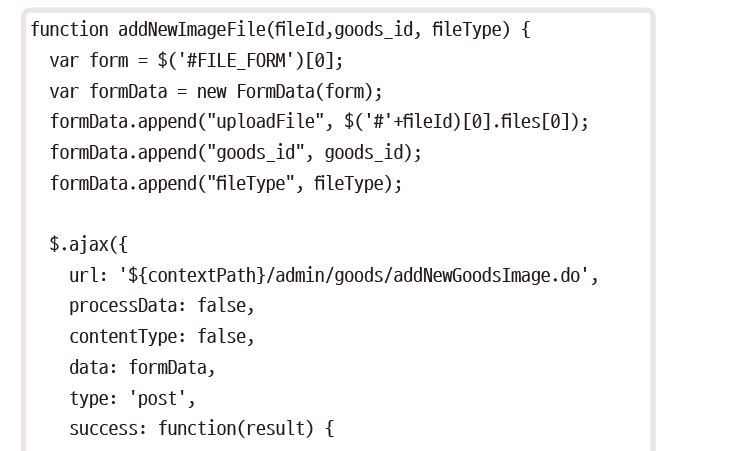 function addNewImageFile(fileId,goods_id, fileType) {
  var form = $('#FILE_FORM')[0];
  var formData = new FormData(form);
  formData.append("uploadFile", $('#'+fileId)[0].files[0]);
  formData.append("goods_id", goods_id);
  formData.append("fileType", fileType);

  $.ajax({
    url: '${contextPath}/admin/goods/addNewGoodsImage.do',
    processData: false,
    contentType: false,
    data: formData,
    type: 'post',
    success: function(result) {